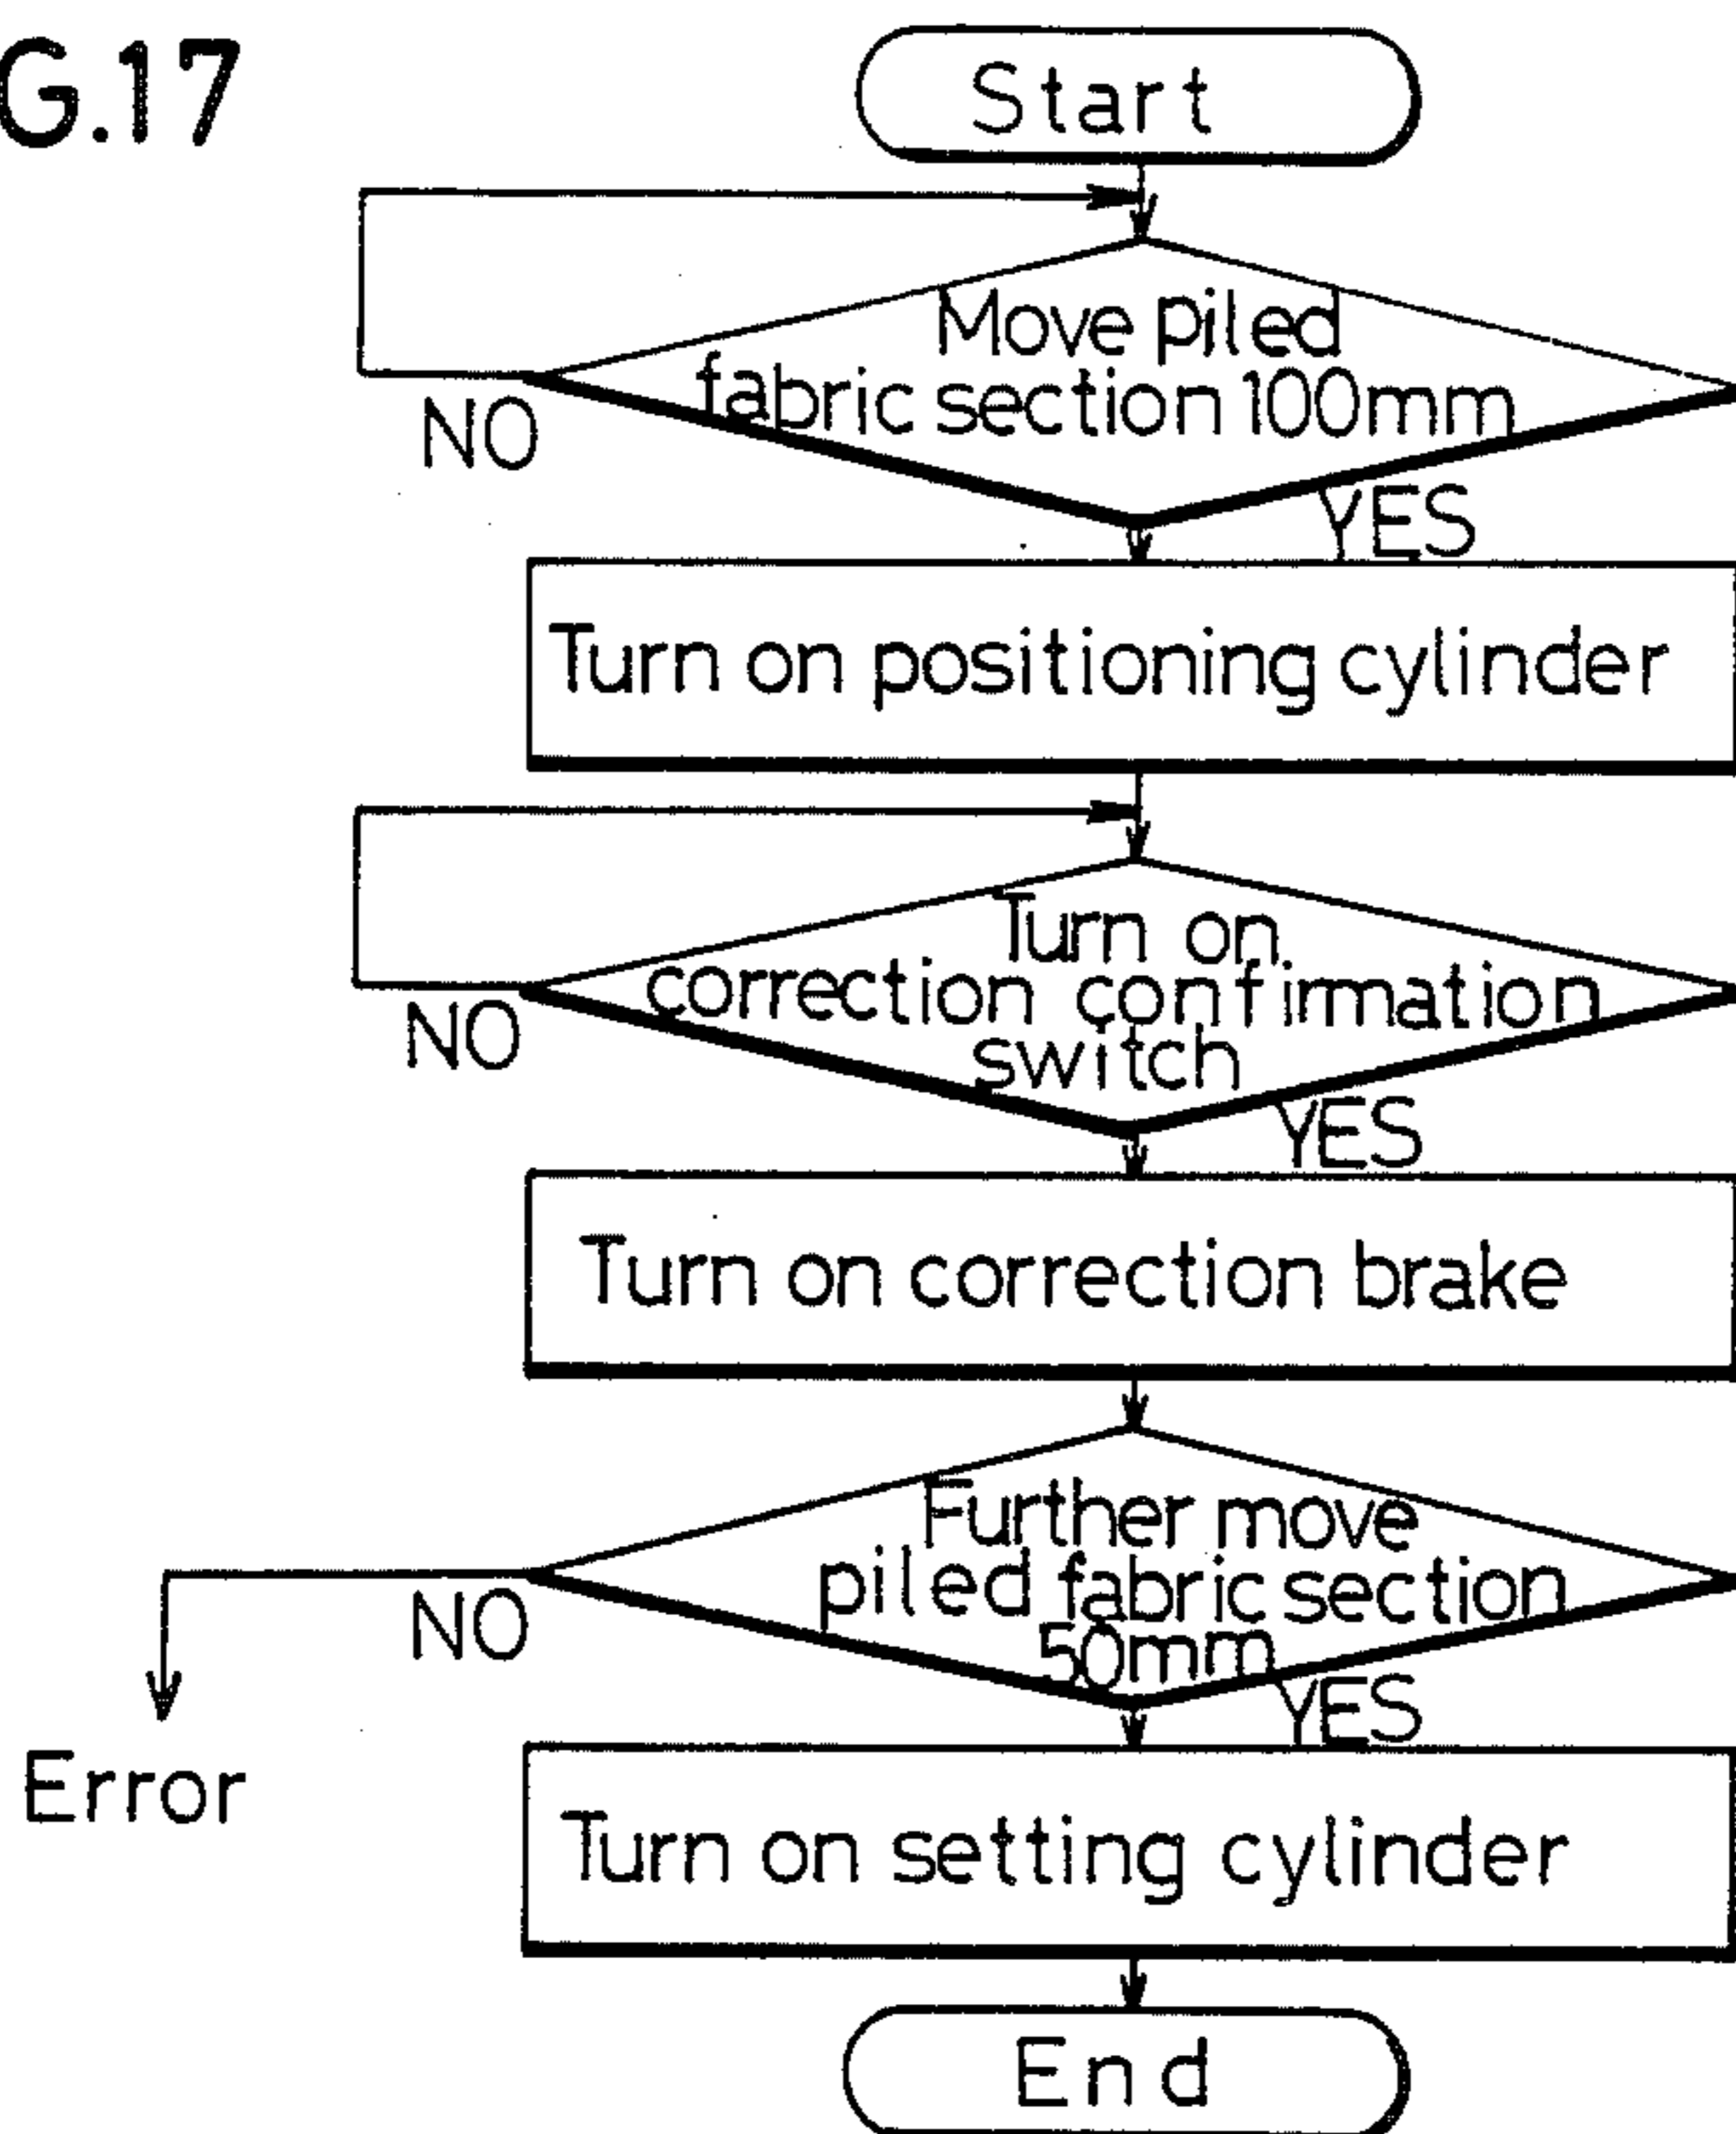 G.17
Start
Move piled
fabric section 100mm
NO
YES
Turn on positioning cylinder
Turn on
correction confirmation
switch
NO
YES
Turn on correction brake
Further move
piled fabric section
50mm
NO
YES
Error
Turn on setting cylinder
End